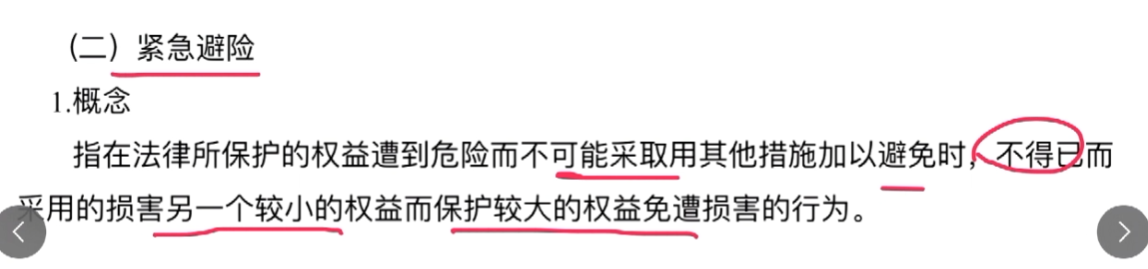 （二）紧急避险
1.概念
指在法律所保护的权益遭到危险而不可能采取用其他措施加以避免时，不得已而
采用的损害另一个较小的权益而保护较大的权益免遭损害的行为。